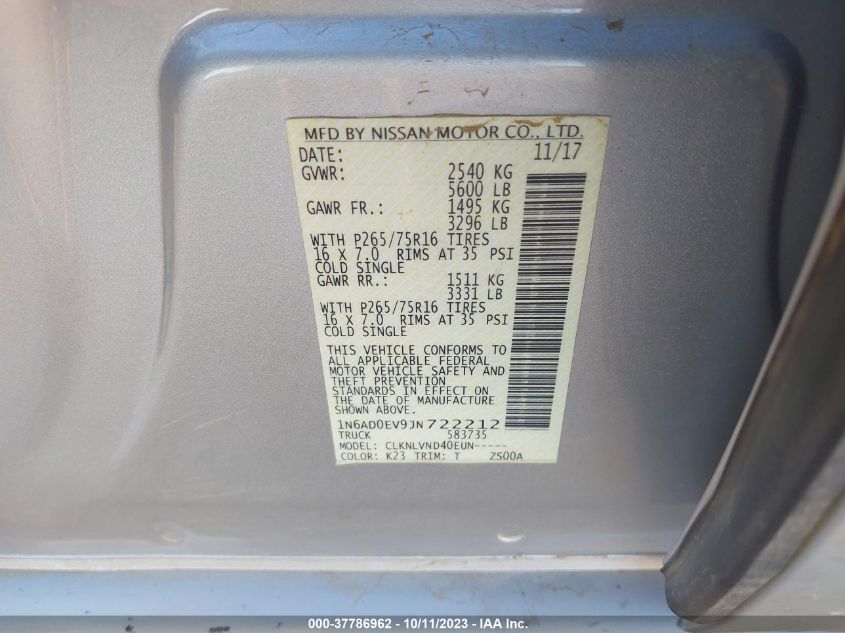 MFD BY NISSAN MOTOR CO., LTD.
DATE: 11/17
GVWR: 2540 KG
5600 LB
GAWR FR.: 1495 KG
3296 LB
WITH P265/75R16 TIRES
16 X 7.0 RIMS AT 35 PSI
COLD SINGLE
GAWR RR.: 1511 KG
3331 LB
WITH P265/75R16 TIRES
16 X 7.0 RIMS AT 35 PSI
COLD SINGLE
THIS VEHICLE CONFORMS TO
ALL APPLICABLE FEDERAL
MOTOR VEHICLE SAFETY AND
THEFT PREVENTION
STANDARDS IN EFFECT ON
THE DATE OF MANUFACTURE
SHOWN ABOVE.
1N6AD0EV9JN722212
TRUCK 583735
MODEL: CLKNLVND40EUN-----
COLOR: K23 TRIM: T ZS00A
000-37786962 - 10/11/2023 - IAA Inc.